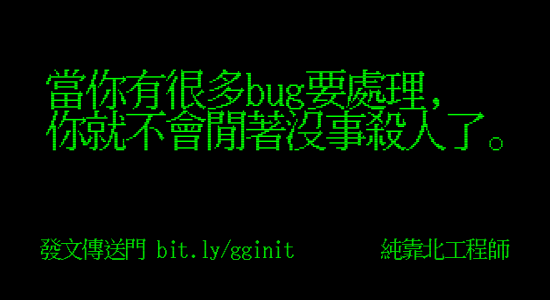 當你有很多bug要處理,
你就不會閒著沒事殺人了。
發文傳送門 bit.ly/gginit
純靠北工程師